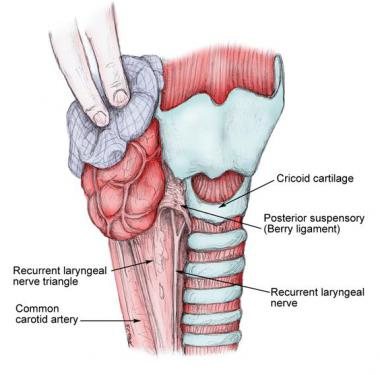 Cricoid cartilage
Posterior suspensory
(Berry ligament)
Recurrent laryngeal
nerve triangle
Recurrent laryngeal
nerve
Common
carotid artery